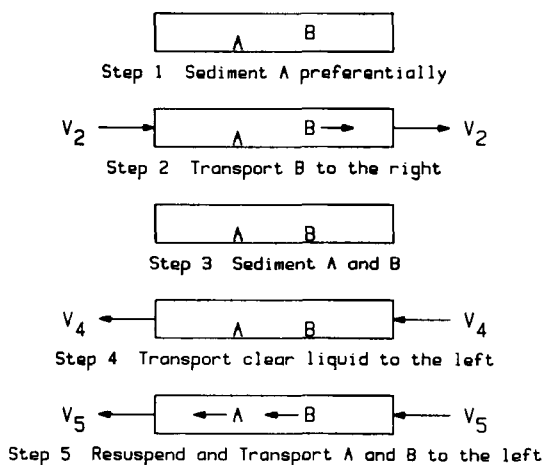 B
A
Step 1 Sediment A preferentially
V2 B V2
A
Step 2 Transport B to the right
A B
Step 3 Sediment A and B
V4 A B V4
Step 4 Transport clear liquid to the left
V5 A B V5
Step 5 Resuspend and Transport A and B to the left